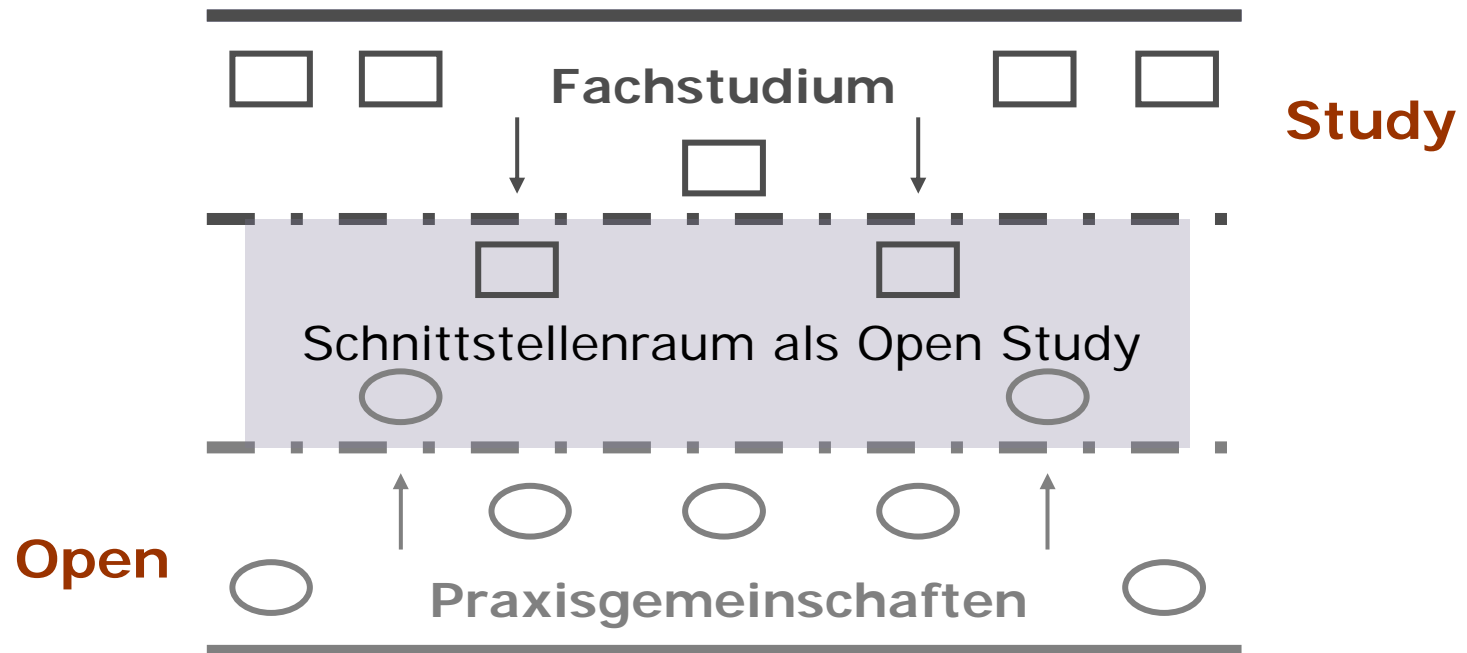 Fachstudium
Study
Schnittstellenraum als Open Study
Open
Praxisgemeinschaften